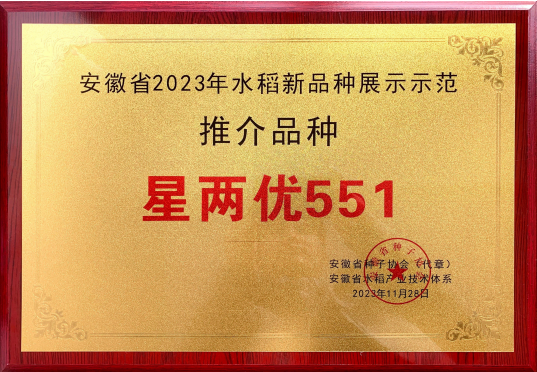 安徽省2023年水稻新品种展示示范
推介品种
星两优551
安徽省种子协会（代章）
安徽省水稻产业技术体系
2023年11月28日